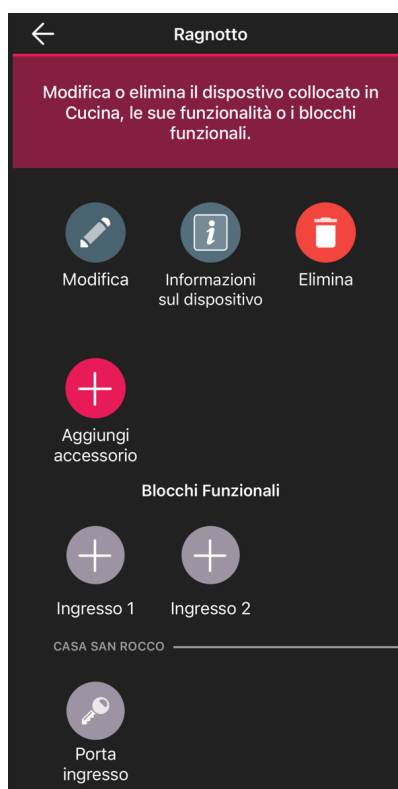 Ragnotto
Modifica o elimina il dispostivo collocato in
Cucina, le sue funzionalità o i blocchi
funzionali.
Modifica
Informazioni
sul dispositivo
Elimina
Aggiungi
accessorio
Blocchi Funzionali
Ingresso 1
Ingresso 2
CASA SAN ROCCO
Porta
ingresso